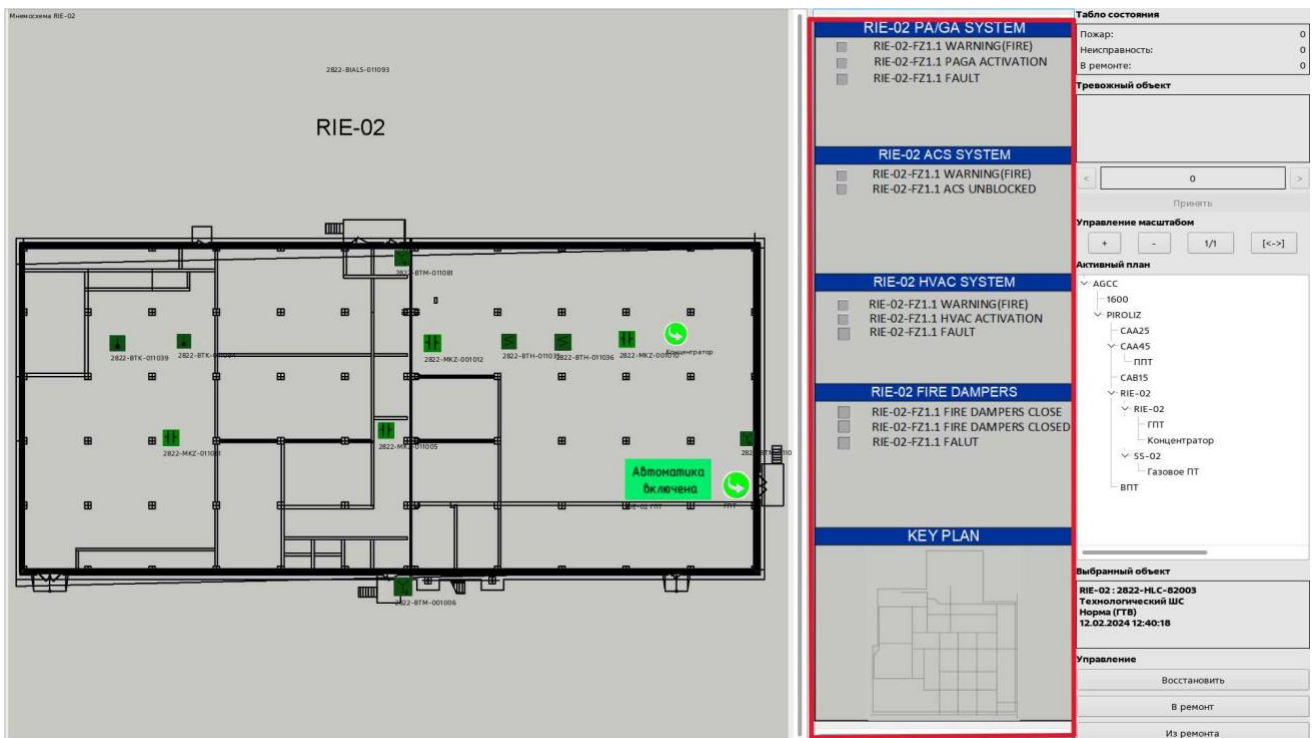 Мнемосхема RIE-02
2822-BIALS-011093
RIE-02
2822-BTM-011081
2822-BTK-011039
2822-MKZ-001012
2822-BTH-011036
Концентратор
2822-MKZ-011005
Автоматика
включена
ГПТ
2822-BTM-001006
RIE-02 PA/GA SYSTEM
RIE-02-FZ1.1 WARNING(FIRE)
RIE-02-FZ1.1 PAGA ACTIVATION
RIE-02-FZ1.1 FAULT
RIE-02 ACS SYSTEM
RIE-02-FZ1.1 WARNING(FIRE)
RIE-02-FZ1.1 ACS UNBLOCKED
RIE-02 HVAC SYSTEM
RIE-02-FZ1.1 WARNING(FIRE)
RIE-02-FZ1.1 HVAC ACTIVATION
RIE-02-FZ1.1 FAULT
RIE-02 FIRE DAMPERS
RIE-02-FZ1.1 FIRE DAMPERS CLOSE
RIE-02-FZ1.1 FIRE DAMPERS CLOSED
RIE-02-FZ1.1 FALUT
KEY PLAN
Табло состояния
Пожар: 0
Неисправность: 0
В ремонте: 0
Тревожный объект
< 0 >
Принять
Управление масштабом
+ - 1/1 [<->]
Активный план
AGCC
1600
PIROLIZ
CAA25
CAA45
ППТ
CAB15
RIE-02
RIE-02
ГПТ
Концентратор
SS-02
Газовое ПТ
ВПТ
Выбранный объект
RIE-02 : 2822-HLC-82003
Технологический ШС
Норма (ГТВ)
12.02.2024 12:40:18
Управление
Восстановить
В ремонт
Из ремонта